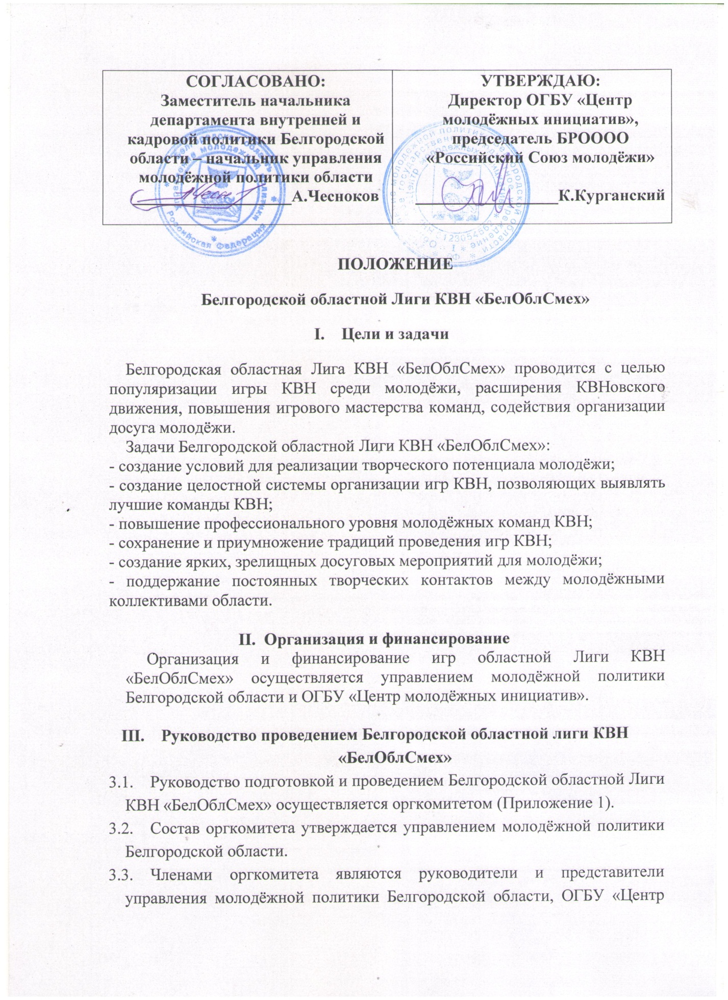 СОГЛАСОВАНО:
Заместитель начальника
департамента внутренней и
кадровой политики Белгородской
области – начальник управления
молодёжной политики области
А.Чесноков
УТВЕРЖДАЮ:
Директор ОГБУ «Центр
молодёжных инициатив»,
председатель БРОООО
«Российский Союз молодёжи»
К.Курганский
Российская Федерация
ПОЛОЖЕНИЕ
Белгородской областной Лиги КВН «БелОблСмех»
I. Цели и задачи
Белгородская областная Лига КВН «БелОблСмех» проводится с целью
популяризации игры КВН среди молодёжи, расширения КВНовского
движения, повышения игрового мастерства команд, содействия организации
досуга молодёжи.
Задачи Белгородской областной Лиги КВН «БелОблСмех»:
- создание условий для реализации творческого потенциала молодёжи;
- создание целостной системы организации игр КВН, позволяющих выявлять
лучшие команды КВН;
- повышение профессионального уровня молодёжных команд КВН;
- сохранение и приумножение традиций проведения игр КВН;
- создание ярких, зрелищных досуговых мероприятий для молодёжи;
- поддержание постоянных творческих контактов между молодёжными
коллективами области.
II. Организация и финансирование
Организация и финансирование игр областной Лиги КВН
«БелОблСмех» осуществляется управлением молодёжной политики
Белгородской области и ОГБУ «Центр молодёжных инициатив».
III. Руководство проведением Белгородской областной лиги КВН
«БелОблСмех»
3.1. Руководство подготовкой и проведением Белгородской областной Лиги
КВН «БелОблСмех» осуществляется оргкомитетом (Приложение 1).
3.2. Состав оргкомитета утверждается управлением молодёжной политики
Белгородской области.
3.3. Членами оргкомитета являются руководители и представители
управления молодёжной политики Белгородской области, ОГБУ «Центр